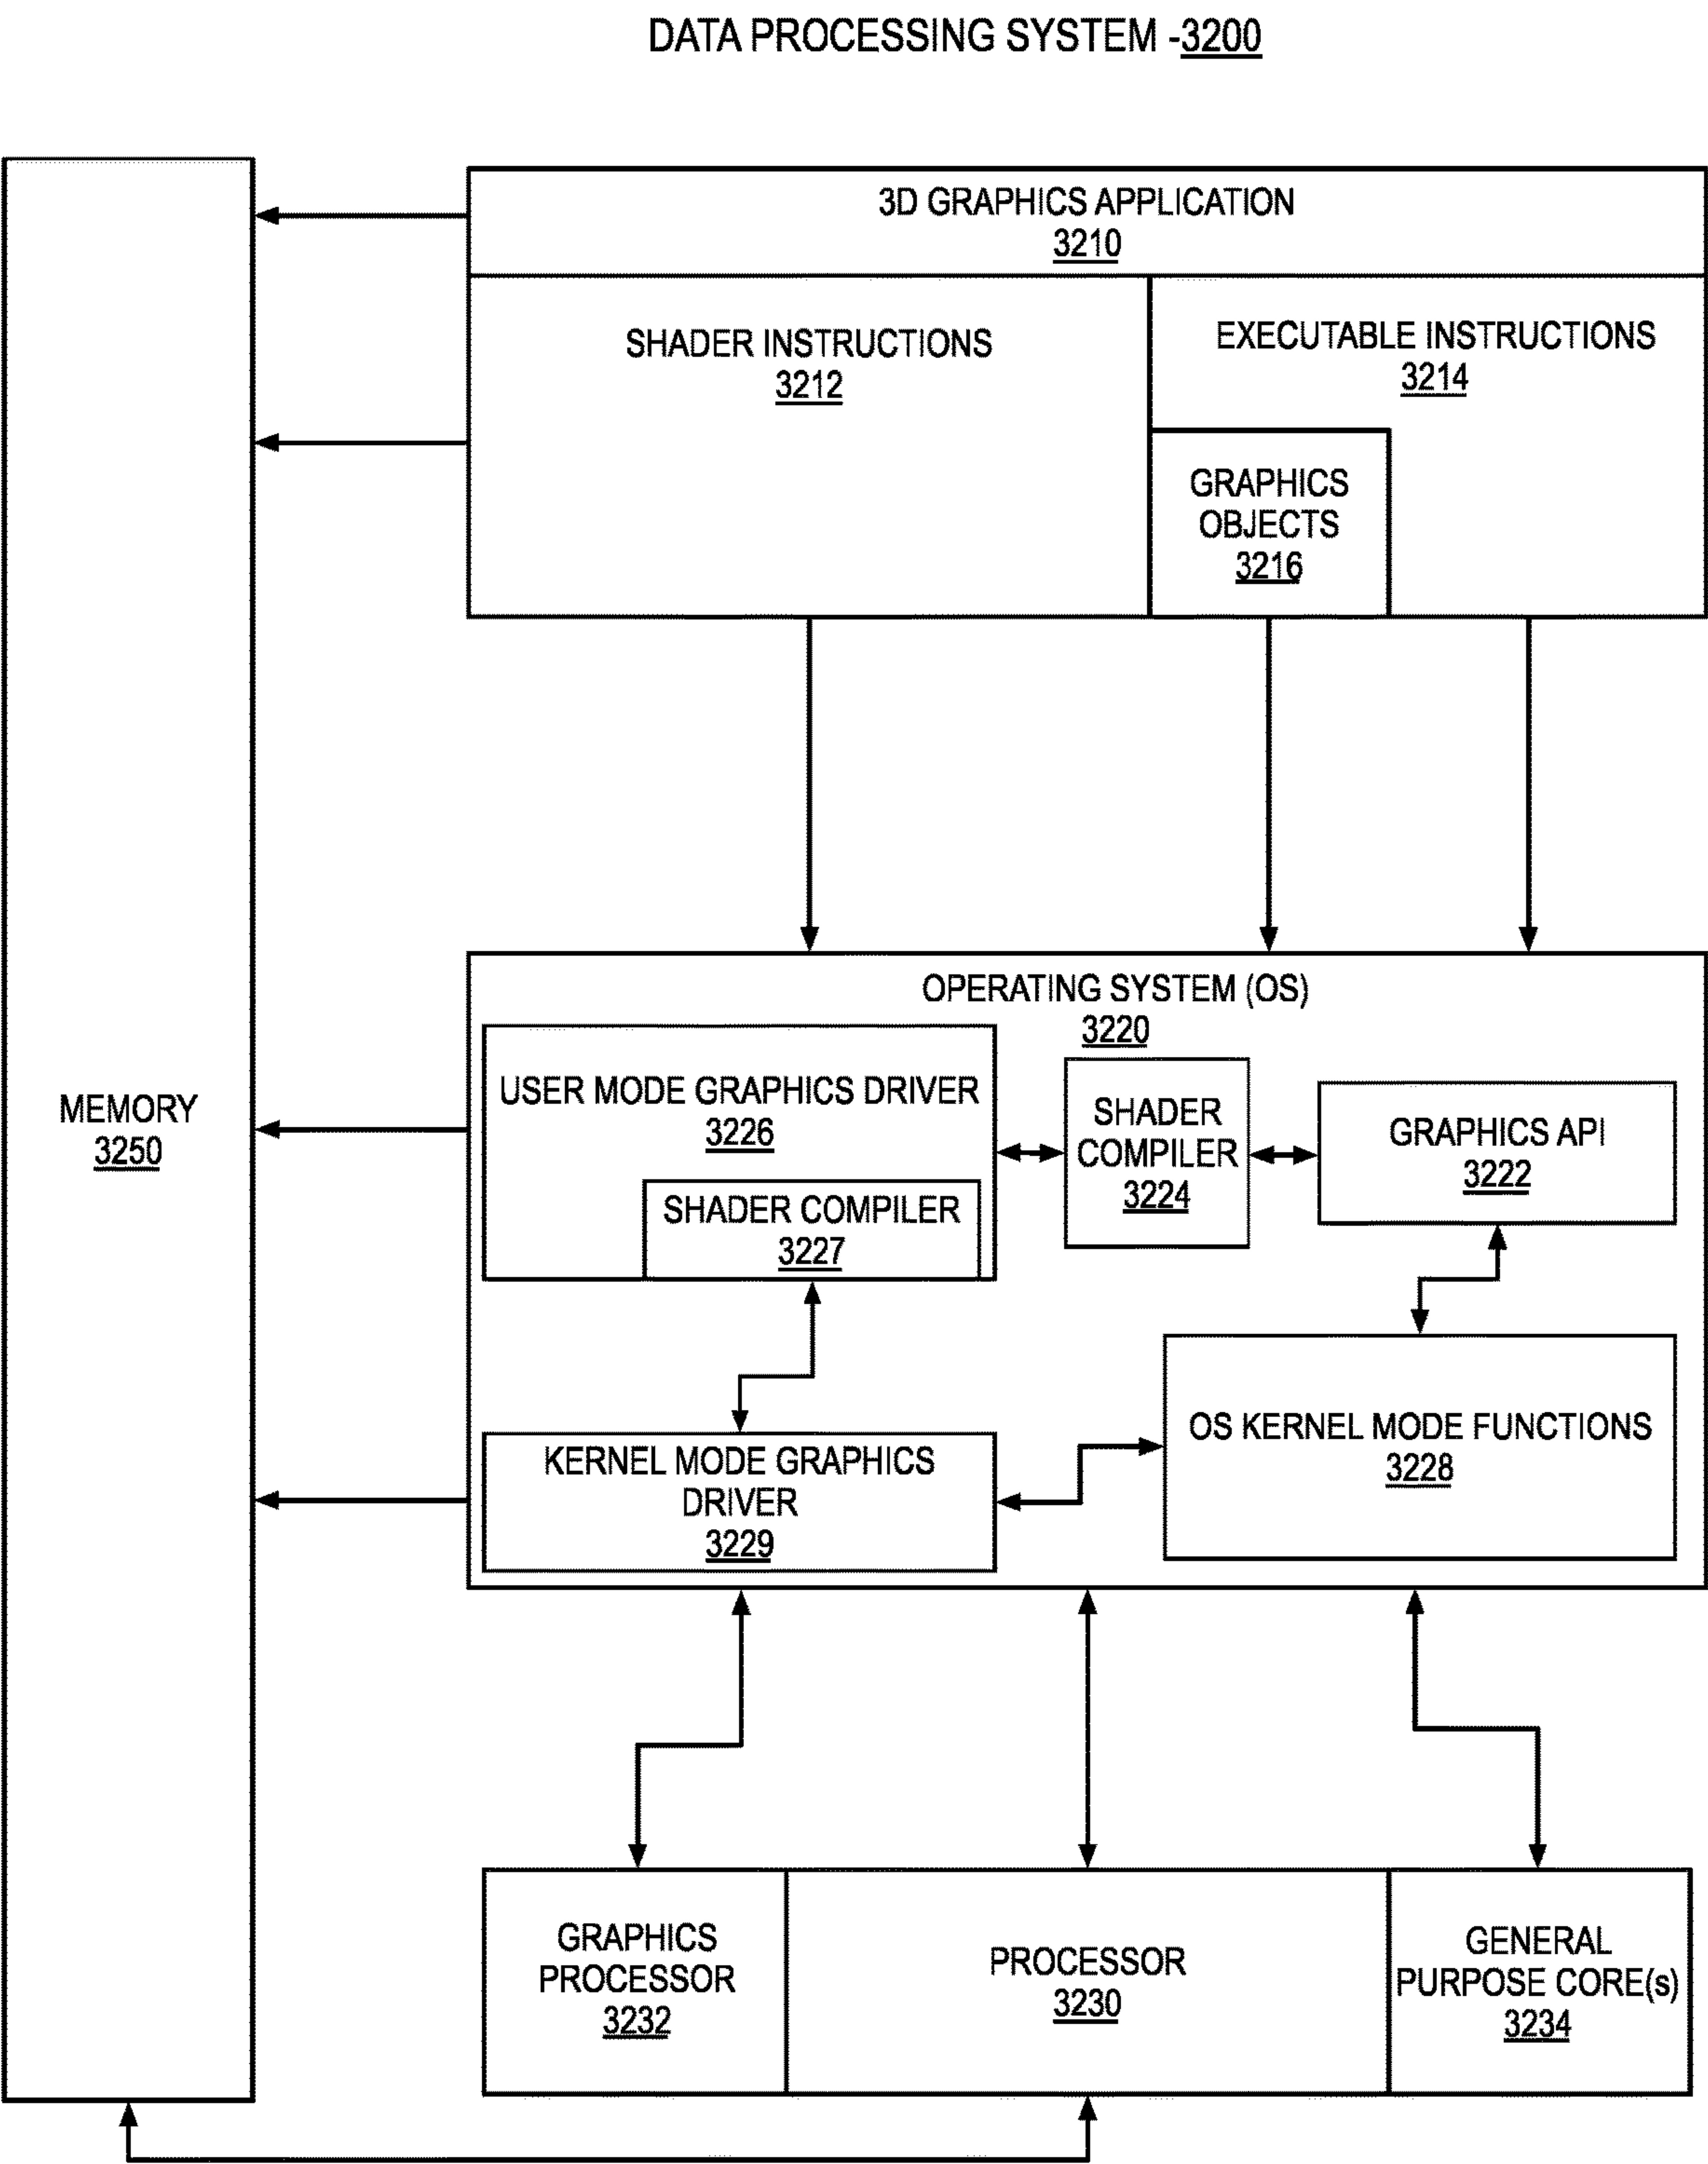 DATA PROCESSING SYSTEM -3200
3D GRAPHICS APPLICATION
3210
SHADER INSTRUCTIONS
3212
EXECUTABLE INSTRUCTIONS
3214
GRAPHICS
OBJECTS
3216
MEMORY
3250
OPERATING SYSTEM (OS)
3220
USER MODE GRAPHICS DRIVER
3226
SHADER COMPILER
3227
SHADER
COMPILER
3224
GRAPHICS API
3222
KERNEL MODE GRAPHICS
DRIVER
3229
OS KERNEL MODE FUNCTIONS
3228
GRAPHICS
PROCESSOR
3232
PROCESSOR
3230
GENERAL
PURPOSE CORE(s)
3234